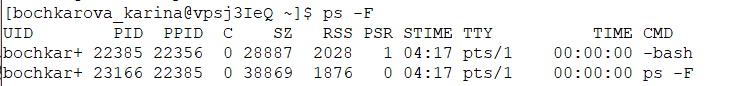 [bochkarova_karina@vpsj3IeQ ~]$ ps -F
UID        PID  PPID  C    SZ   RSS PSR STIME TTY          TIME CMD
bochkar+ 22385 22356  0 28887  2028   1 04:17 pts/1    00:00:00 -bash
bochkar+ 23166 22385  0 38869  1876   0 04:17 pts/1    00:00:00 ps -F